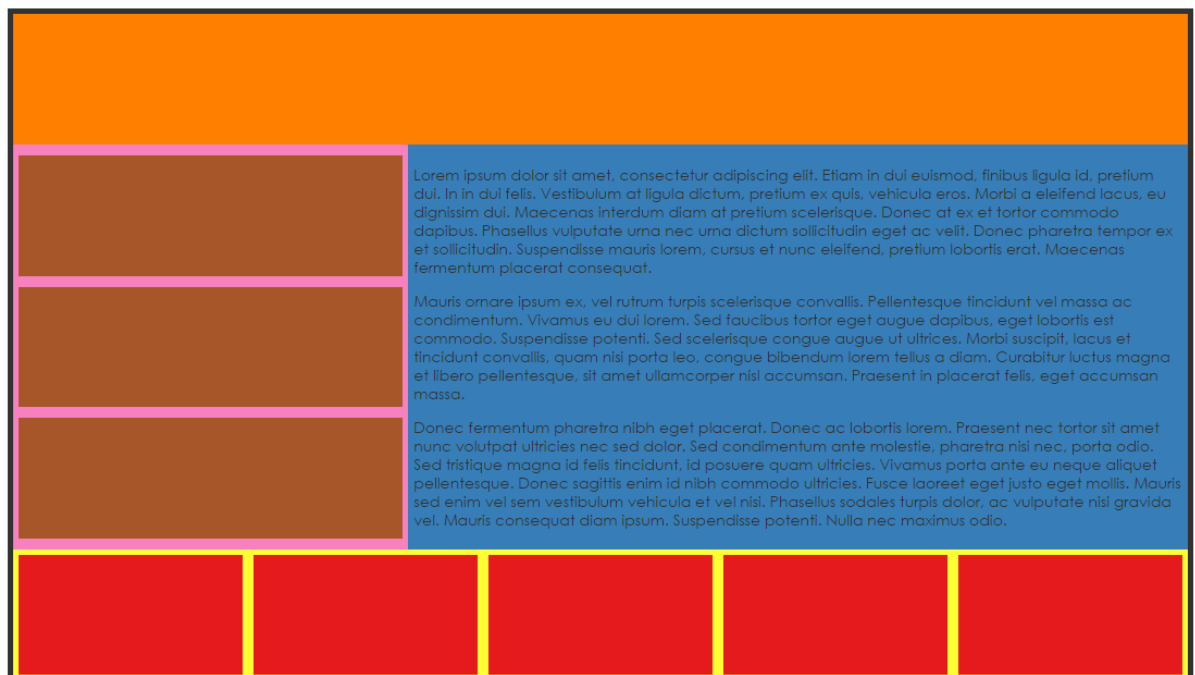 Lorem ipsum dolor sit amet, consectetur adipiscing elit. Etiam in dui euismod, finibus ligula id, pretium
dui. In in dui felis. Vestibulum at ligula dictum, pretium ex quis, vehicula eros. Morbi a eleifend lacus, eu
dignissim dui. Maecenas interdum diam at pretium scelerisque. Donec at ex et tortor commodo
dapibus. Phasellus vulputate urna nec urna dictum sollicitudin eget ac velit. Donec pharetra tempor ex
et sollicitudin. Suspendisse mauris lorem, cursus et nunc eleifend, pretium lobortis erat. Maecenas
fermentum placerat consequat.
Mauris ornare ipsum ex, vel rutrum turpis scelerisque convallis. Pellentesque tincidunt vel massa ac
condimentum. Vivamus eu dui lorem. Sed faucibus tortor eget augue dapibus, eget lobortis est
commodo. Suspendisse potenti. Sed scelerisque congue augue ut ultrices. Morbi suscipit, lacus et
tincidunt convallis, quam nisi porta leo, congue bibendum lorem tellus a diam. Curabitur luctus magna
et libero pellentesque, sit amet ullamcorper nisl accumsan. Praesent in placerat felis, eget accumsan
massa.
Donec fermentum pharetra nibh eget placerat. Donec ac lobortis lorem. Praesent nec tortor sit amet
nunc volutpat ultricies nec sed dolor. Sed condimentum ante molestie, pharetra nisi nec, porta odio.
Sed tristique magna id felis tincidunt, id posuere quam ultricies. Vivamus porta ante eu neque aliquet
pellentesque. Donec sagittis enim id nibh commodo ultricies. Fusce laoreet eget justo eget mollis. Mauris
sed enim vel sem vestibulum vehicula et vel nisi. Phasellus sodales turpis dolor, ac vulputate nisi gravida
vel. Mauris consequat diam ipsum. Suspendisse potenti. Nulla nec maximus odio.